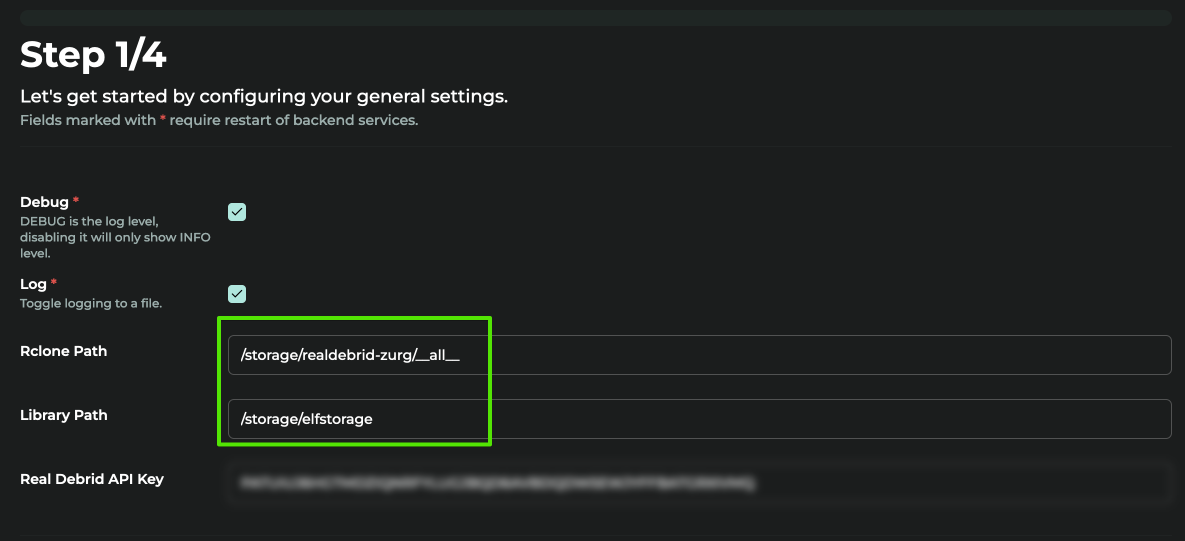 Step 1/4
Let's get started by configuring your general settings.
Fields marked with * require restart of backend services.
Debug *
DEBUG is the log level,
disabling it will only show INFO
level.
Log *
Toggle logging to a file.
Rclone Path
/storage/realdebrid-zurg/__all__
Library Path
/storage/elfstorage
Real Debrid API Key